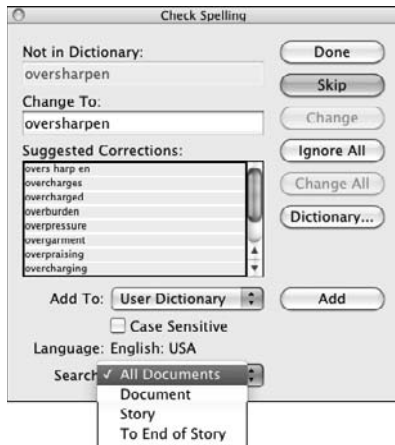 Check Spelling
Not in Dictionary:
oversharpen
Change To:
oversharpen
Suggested Corrections:
overs harp en
overcharges
overcharged
overburden
overpressure
overgarment
overpraising
overcharging
Add To: User Dictionary
Case Sensitive
Language: English: USA
Search ✓ All Documents
Document
Story
To End of Story
Done
Skip
Change
Ignore All
Change All
Dictionary...
Add